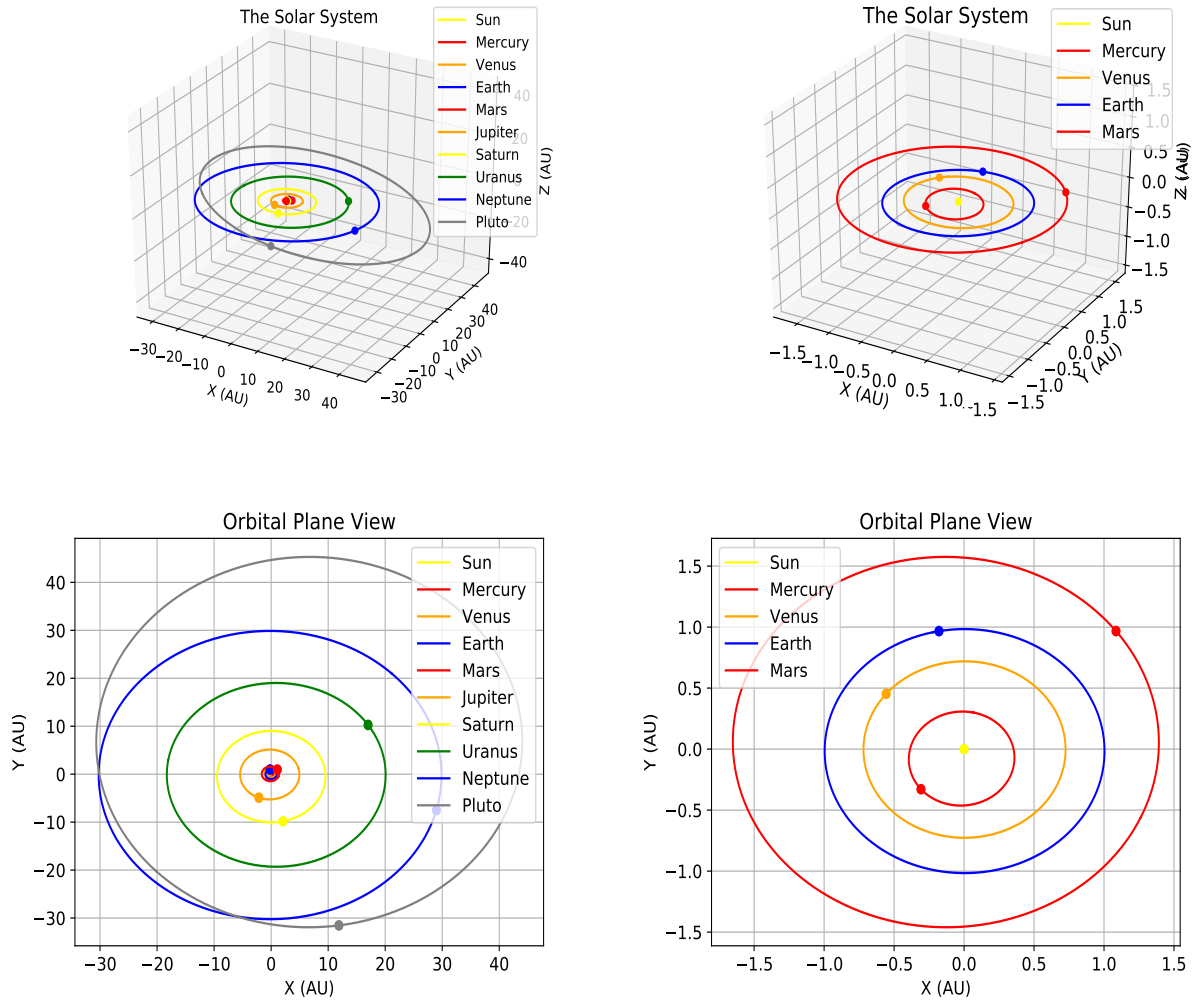 The Solar System
Sun
Mercury
Venus
Earth
Mars
Jupiter
Saturn
Uranus
Neptune
Pluto
40
20
0
−20
−40
Z (AU)
−30 −20 −10 0 10 20 30 40
X (AU)
−30 −20 −10 0 10 20 30 40
Y (AU)
The Solar System
Sun
Mercury
Venus
Earth
Mars
1.5
1.0
0.5
0.0
−0.5
−1.0
−1.5
Z (AU)
−1.5 −1.0 −0.5 0.0 0.5 1.0 1.5
X (AU)
−1.5 −1.0 −0.5 0.0 0.5 1.0 1.5
Y (AU)
Orbital Plane View
Sun
Mercury
Venus
Earth
Mars
Jupiter
Saturn
Uranus
Neptune
Pluto
40
30
20
10
0
−10
−20
−30
Y (AU)
−30 −20 −10 0 10 20 30 40
X (AU)
Orbital Plane View
Sun
Mercury
Venus
Earth
Mars
1.5
1.0
0.5
0.0
−0.5
−1.0
−1.5
Y (AU)
−1.5 −1.0 −0.5 0.0 0.5 1.0 1.5
X (AU)